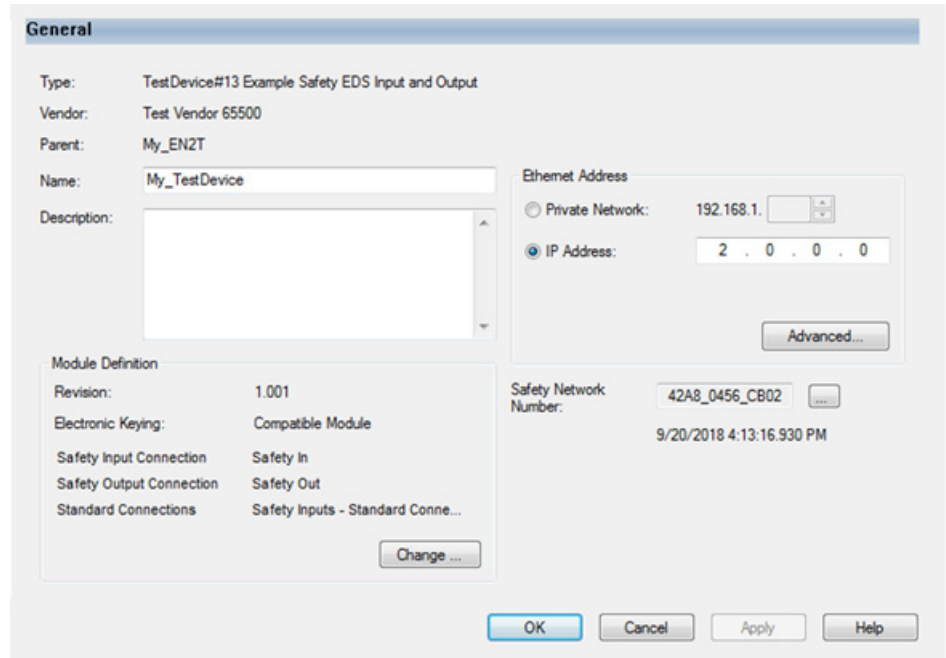 General
Type: TestDevice#13 Example Safety EDS Input and Output
Vendor: Test Vendor 65500
Parent: My_EN2T
Name: My_TestDevice
Description:
Ethernet Address
Private Network: 192.168.1.
IP Address: 2 . 0 . 0 . 0
Advanced...
Module Definition
Revision: 1.001
Electronic Keying: Compatible Module
Safety Input Connection Safety In
Safety Output Connection Safety Out
Standard Connections Safety Inputs - Standard Conne...
Change ...
Safety Network
Number:
42A8_0456_CB02 ...
9/20/2018 4:13:16.930 PM
OK Cancel Apply Help